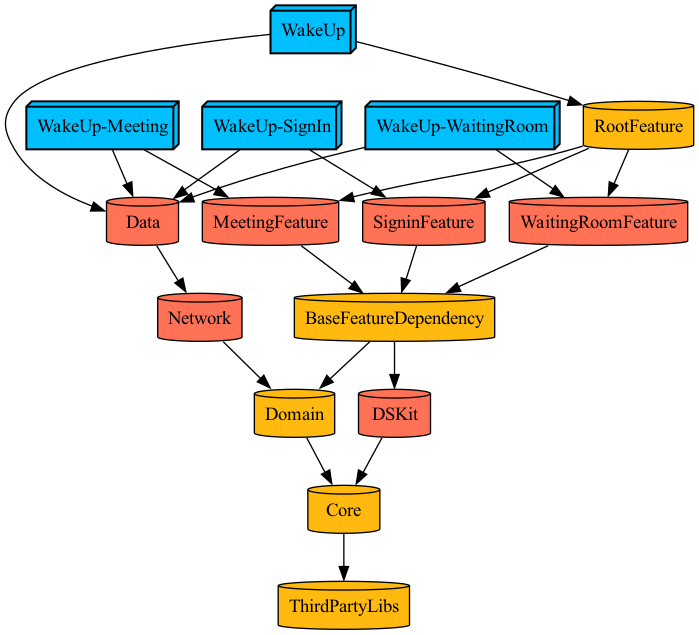 WakeUp
WakeUp-Meeting
WakeUp-SignIn
WakeUp-WaitingRoom
RootFeature
Data
MeetingFeature
SigninFeature
WaitingRoomFeature
Network
BaseFeatureDependency
Domain
DSKit
Core
ThirdPartyLibs